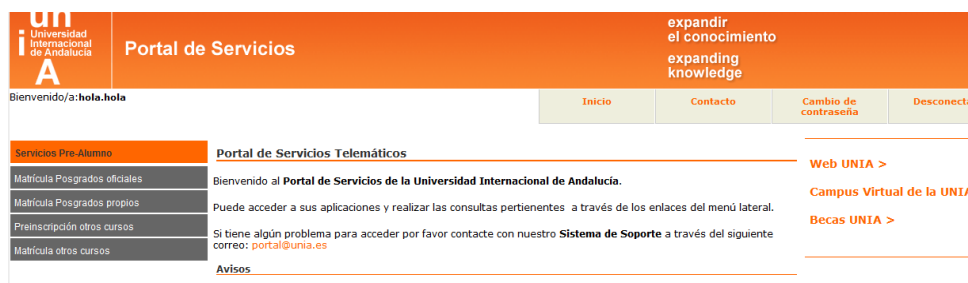 un
Universidad
i Internacional
de Andalucía
A
Portal de Servicios
expandir
el conocimiento
expanding
knowledge
Bienvenido/a:hola.hola
Inicio
Contacto
Cambio de
contraseña
Desconecta
Servicios Pre-Alumno
Matrícula Posgrados oficiales
Matrícula Posgrados propios
Preinscripción otros cursos
Matrícula otros cursos
Portal de Servicios Telemáticos
Bienvenido al Portal de Servicios de la Universidad Internacional de Andalucía.
Puede acceder a sus aplicaciones y realizar las consultas pertienentes a través de los enlaces del menú lateral.
Si tiene algún problema para acceder por favor contacte con nuestro Sistema de Soporte a través del siguiente
correo: portal@unia.es
Avisos
Web UNIA >
Campus Virtual de la UNIA
Becas UNIA >